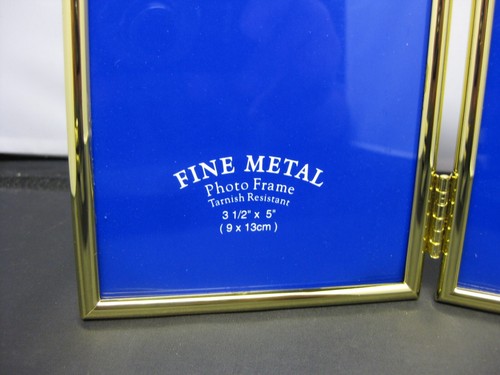 FINE METAL
Photo Frame
Tarnish Resistant
3 1/2" x 5"
( 9 x 13cm )